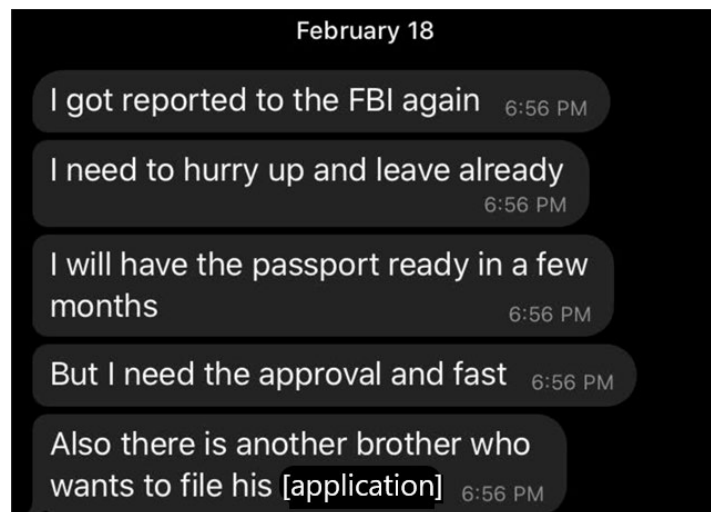 February 18
I got reported to the FBI again 6:56 PM
I need to hurry up and leave already
6:56 PM
I will have the passport ready in a few
months 6:56 PM
But I need the approval and fast 6:56 PM
Also there is another brother who
wants to file his [application] 6:56 PM